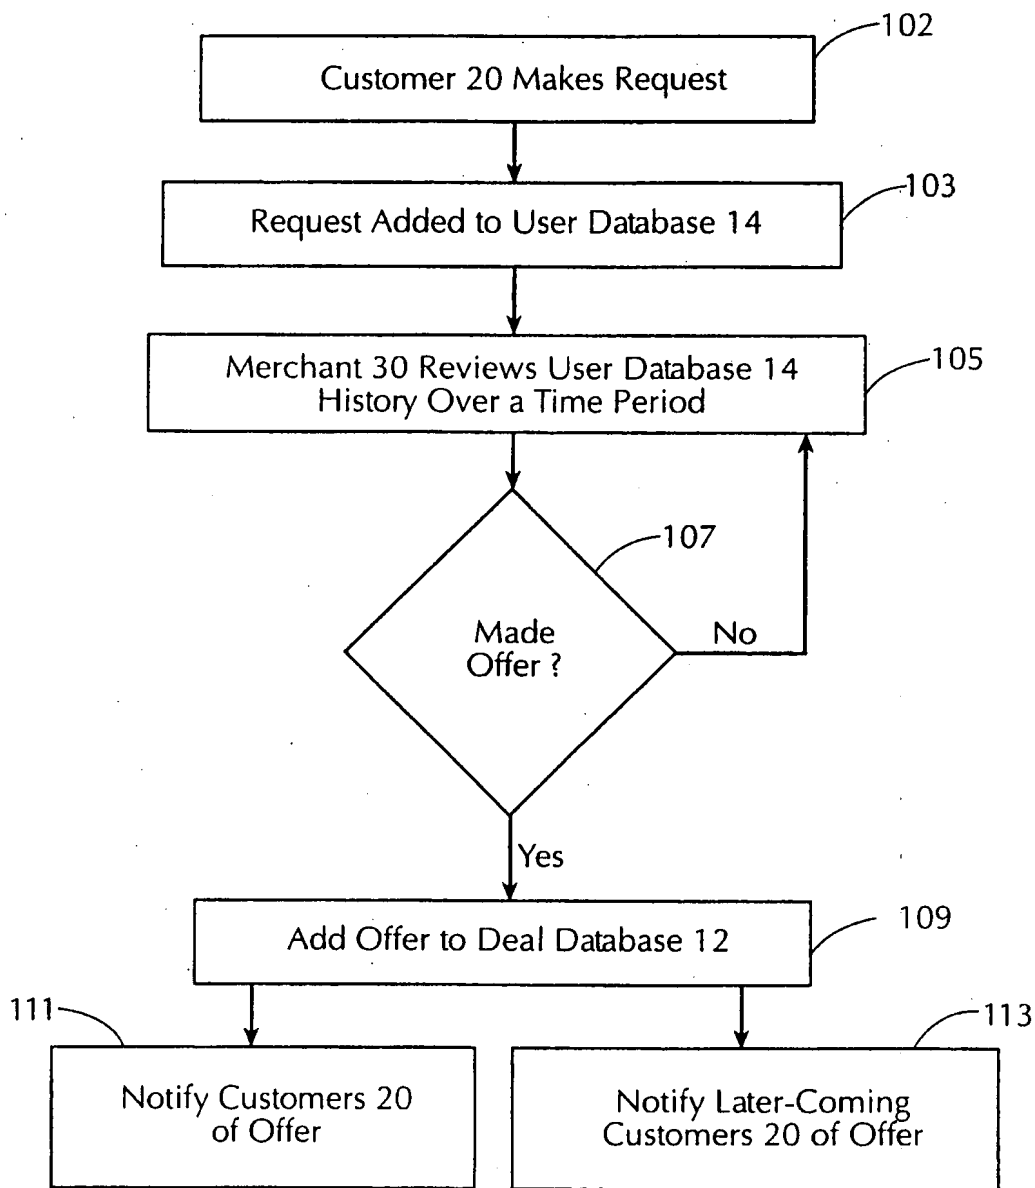 102
Customer 20 Makes Request
103
Request Added to User Database 14
105
Merchant 30 Reviews User Database 14
History Over a Time Period
107
Made
Offer ?
No
Yes
109
Add Offer to Deal Database 12
111
113
Notify Customers 20
of Offer
Notify Later-Coming
Customers 20 of Offer